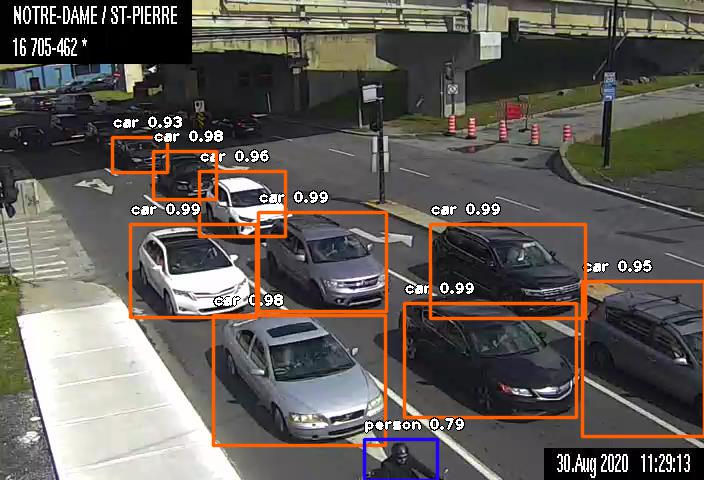 NOTRE-DAME / ST-PIERRE
16 705-462 *
car 0.93
car 0.98
car 0.96
car 0.99
car 0.99
car 0.99
car 0.95
car 0.98
car 0.99
person 0.79
30.Aug 2020 11:29:13